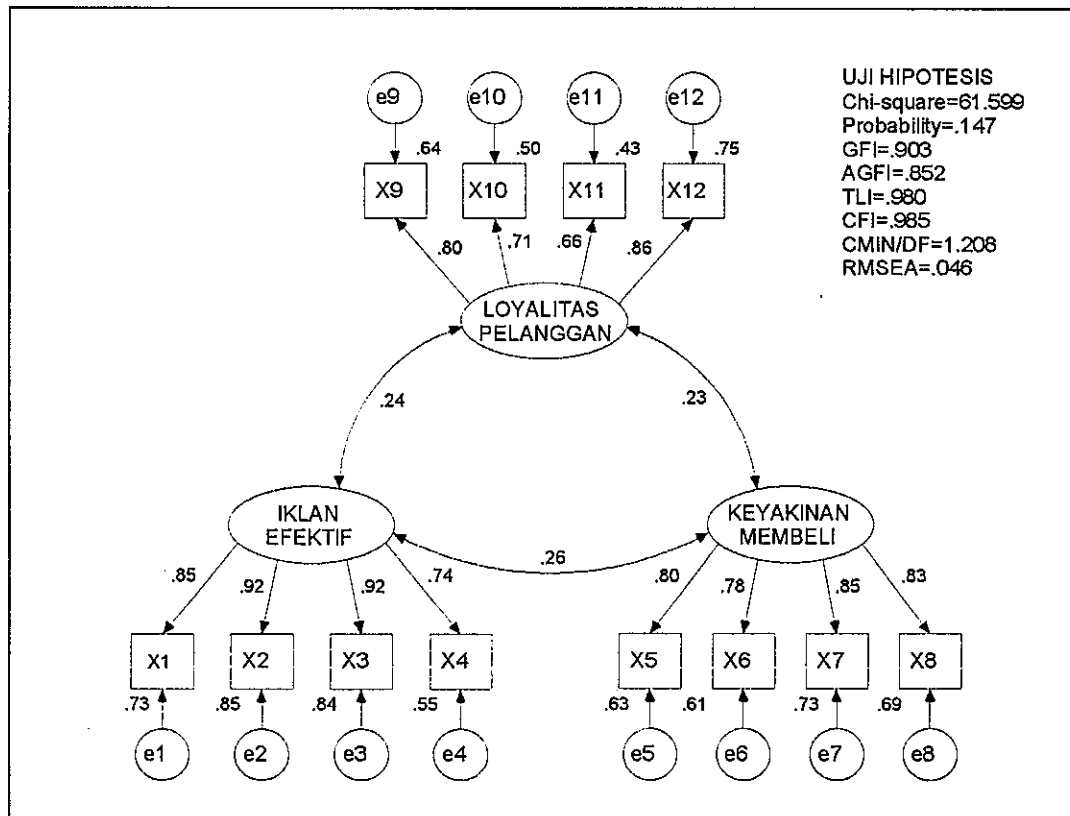 UJI HIPOTESIS
Chi-square=61.599
Probability=.147
GFI=.903
AGFI=.852
TLI=.980
CFI=.985
CMIN/DF=1.208
RMSEA=.046
e9 e10 e11 e12
.64 .50 .43 .75
X9 X10 X11 X12
.80 .71 .66 .86
LOYALITAS
PELANGGAN
.24 .23
IKLAN
EFEKTIF
KEYAKINAN
MEMBELI
.26
.85 .92 .92 .74 .80 .78 .85 .83
X1 X2 X3 X4 X5 X6 X7 X8
.73 .85 .84 .55 .63 .61 .73 .69
e1 e2 e3 e4 e5 e6 e7 e8